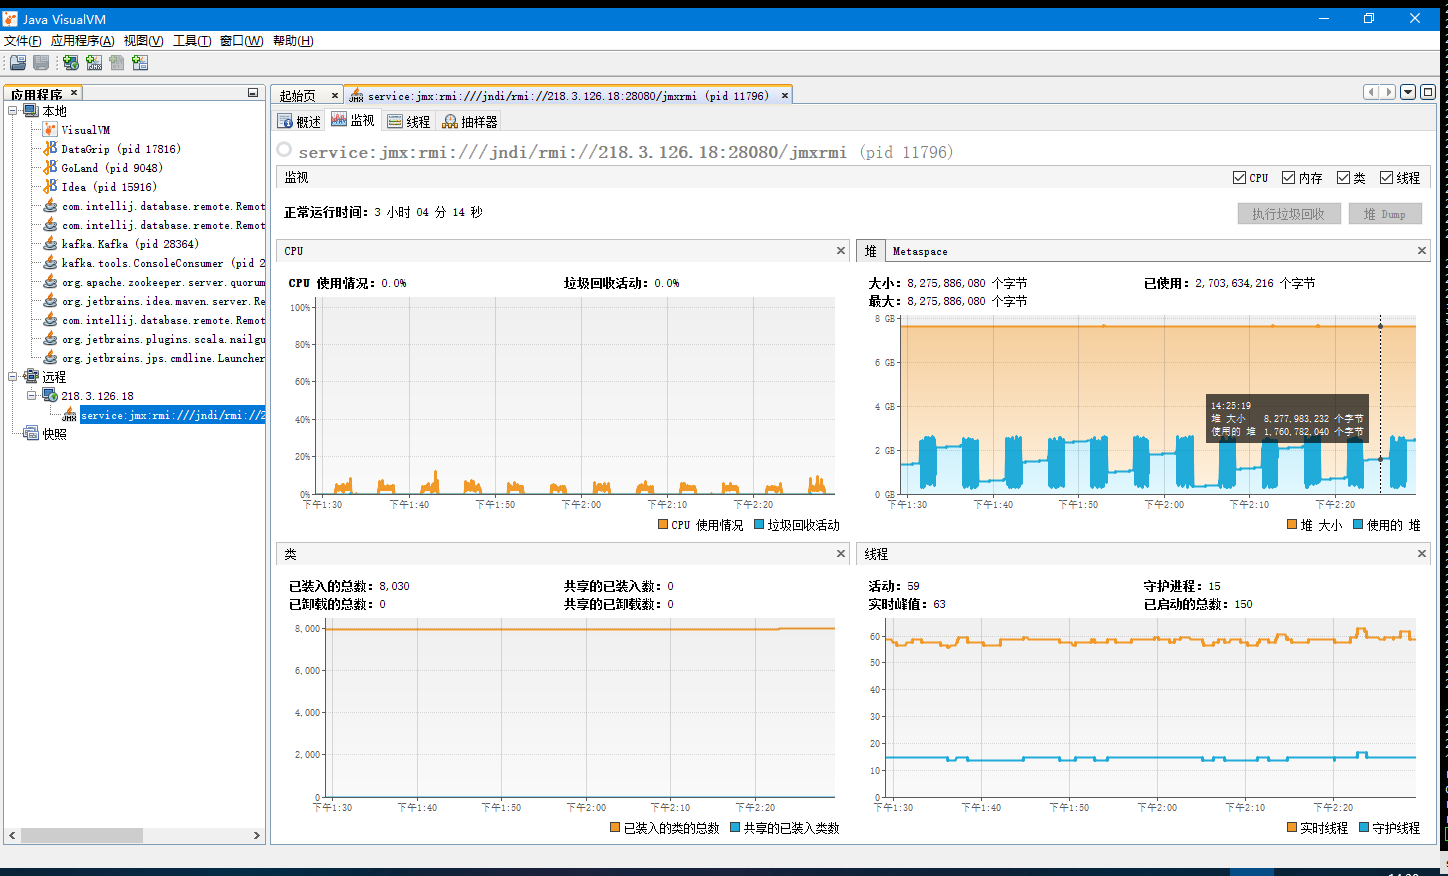 Java VisualVM
文件(F) 应用程序(A) 视图(V) 工具(T) 窗口(W) 帮助(H)
应用程序
本地
VisualVM
DataGrip (pid 17816)
GoLand (pid 9048)
Idea (pid 15916)
com.intellij.database.remote.Remot
com.intellij.database.remote.Remot
kafka.Kafka (pid 28364)
kafka.tools.ConsoleConsumer (pid 2
org.apache.zookeeper.server.quorum
org.jetbrains.idea.maven.server.Re
com.intellij.database.remote.Remot
org.jetbrains.plugins.scala.nailgu
org.jetbrains.jps.cmdline.Launcher
远程
218.3.126.18
service:jmx:rmi:///jndi/rmi://2
快照
起始页 service:jmx:rmi:///jndi/rmi://218.3.126.18:28080/jmxrmi (pid 11796)
概述 监视 线程 抽样器
service:jmx:rmi:///jndi/rmi://218.3.126.18:28080/jmxrmi (pid 11796)
监视 CPU 内存 类 线程
正常运行时间: 3 小时 04 分 14 秒
执行垃圾回收 堆 Dump
CPU
CPU 使用情况: 0.0% 垃圾回收活动: 0.0%
100%
80%
60%
40%
20%
0%
下午1:30 下午1:40 下午1:50 下午2:00 下午2:10 下午2:20
CPU 使用情况 垃圾回收活动
堆 Metaspace
大小: 8,275,886,080 个字节 已使用: 2,703,634,216 个字节
最大: 8,275,886,080 个字节
8 GB
6 GB
4 GB
2 GB
0 GB
14:25:19
堆 大小 8,277,983,232 个字节
使用的 堆 1,760,782,040 个字节
下午1:30 下午1:40 下午1:50 下午2:00 下午2:10 下午2:20
堆 大小 使用的 堆
类
已装入的总数: 8,030 共享的已装入数: 0
已卸载的总数: 0 共享的已卸载数: 0
8,000
6,000
4,000
2,000
0
下午1:30 下午1:40 下午1:50 下午2:00 下午2:10 下午2:20
已装入的类的总数 共享的已装入类数
线程
活动: 59 守护进程: 15
实时峰值: 63 已启动的总数: 150
60
50
40
30
20
10
0
下午1:30 下午1:40 下午1:50 下午2:00 下午2:10 下午2:20
实时线程 守护线程